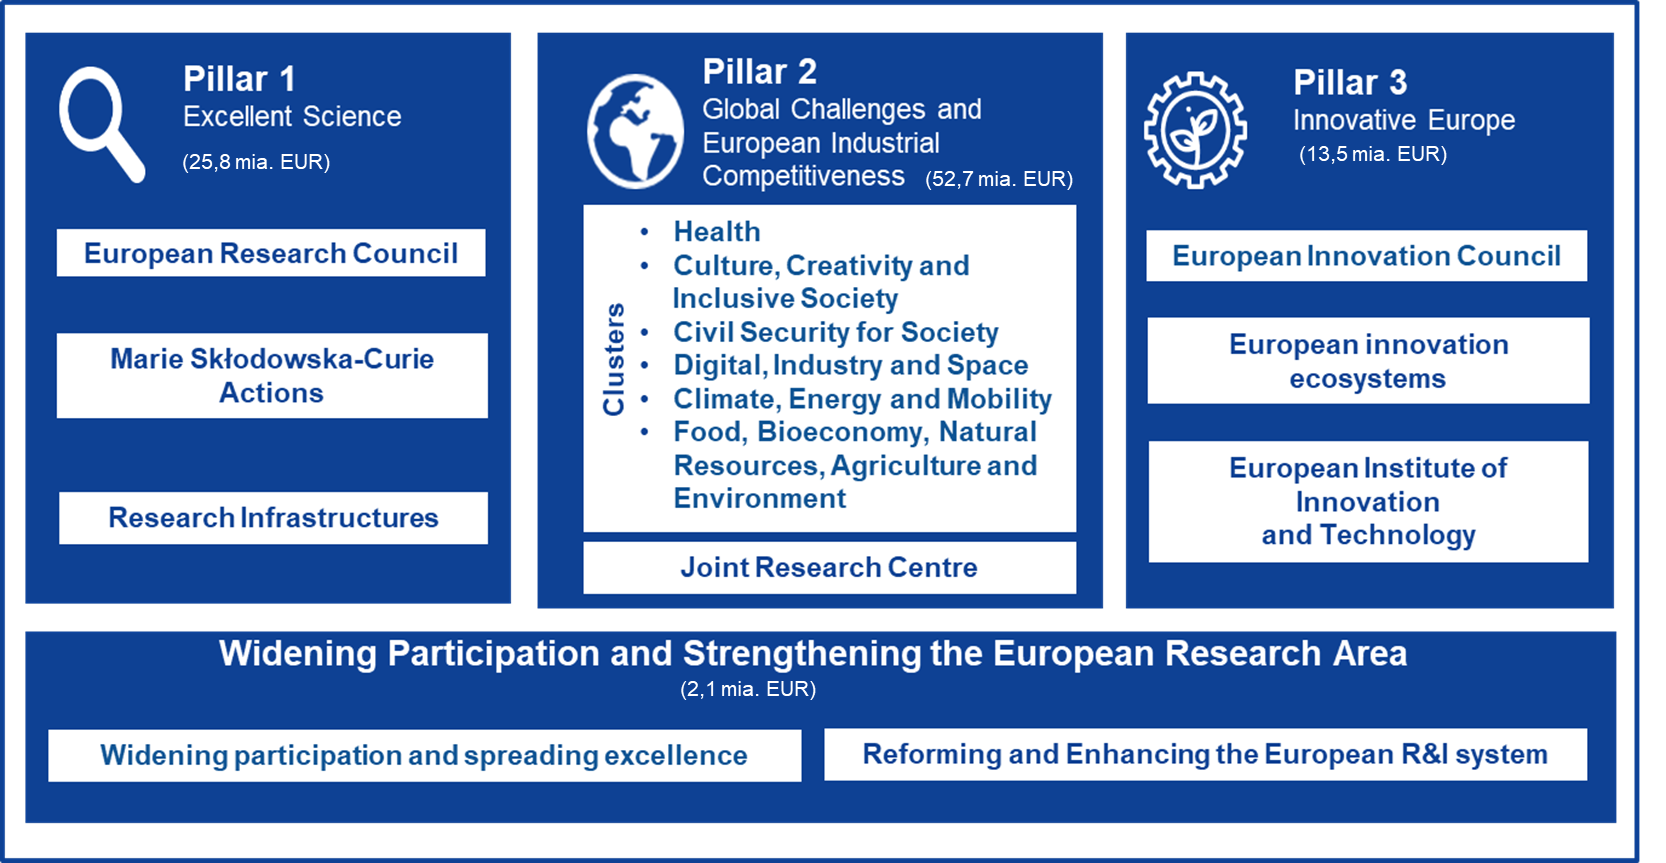 Pillar 1
Excellent Science
(25,8 mia. EUR)
European Research Council
Marie Skłodowska-Curie
Actions
Research Infrastructures
Pillar 2
Global Challenges and
European Industrial
Competitiveness (52,7 mia. EUR)
Clusters
• Health
• Culture, Creativity and
Inclusive Society
• Civil Security for Society
• Digital, Industry and Space
• Climate, Energy and Mobility
• Food, Bioeconomy, Natural
Resources, Agriculture and
Environment
Joint Research Centre
Pillar 3
Innovative Europe
(13,5 mia. EUR)
European Innovation Council
European innovation
ecosystems
European Institute of
Innovation
and Technology
Widening Participation and Strengthening the European Research Area
(2,1 mia. EUR)
Widening participation and spreading excellence
Reforming and Enhancing the European R&I system